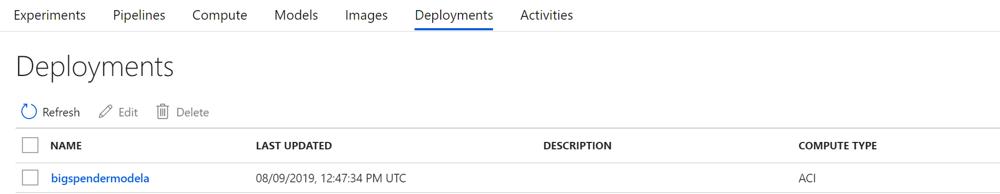 Experiments Pipelines Compute Models Images Deployments Activities
Deployments
Refresh Edit Delete
NAME LAST UPDATED DESCRIPTION COMPUTE TYPE
bigspendermodela 08/09/2019, 12:47:34 PM UTC ACI